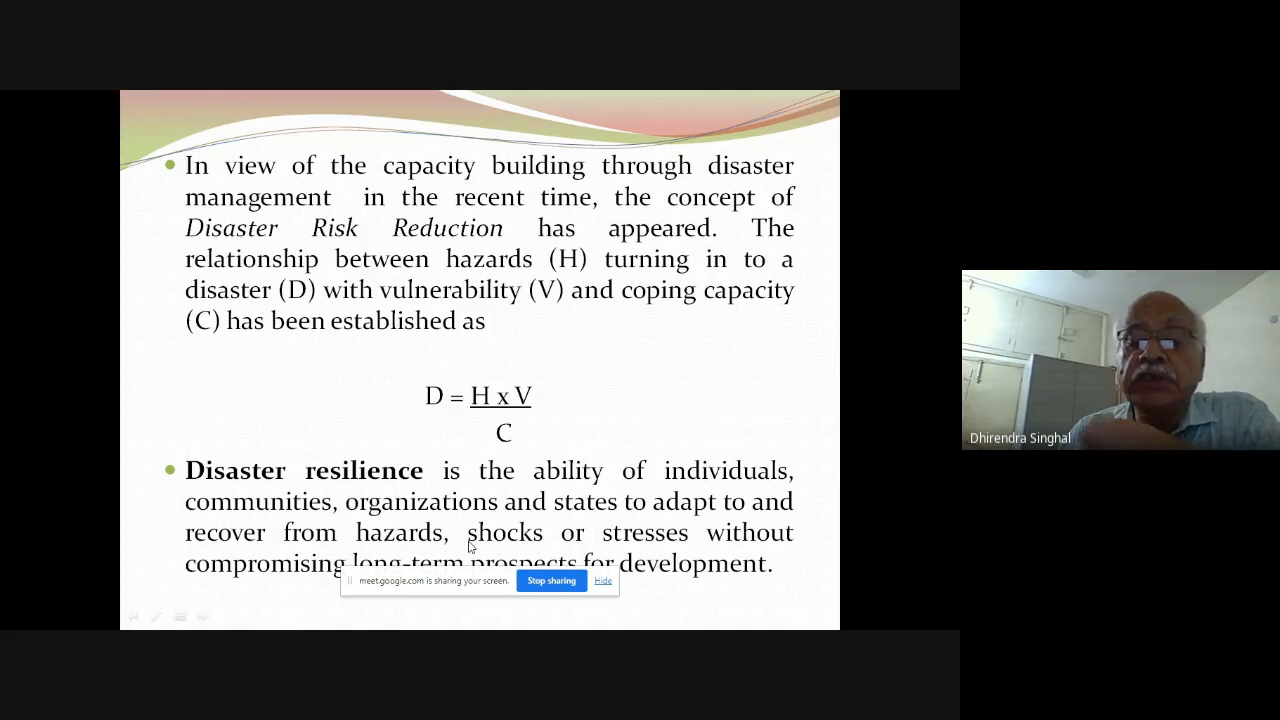 In view of the capacity building through disaster
management in the recent time, the concept of
Disaster Risk Reduction has appeared. The
relationship between hazards (H) turning in to a
disaster (D) with vulnerability (V) and coping capacity
(C) has been established as
D = H x V
C
Disaster resilience is the ability of individuals,
communities, organizations and states to adapt to and
recover from hazards, shocks or stresses without
compromising long-term prospects for development.
meet.google.com is sharing your screen.
Stop sharing
Hide
Dhirendra Singhal